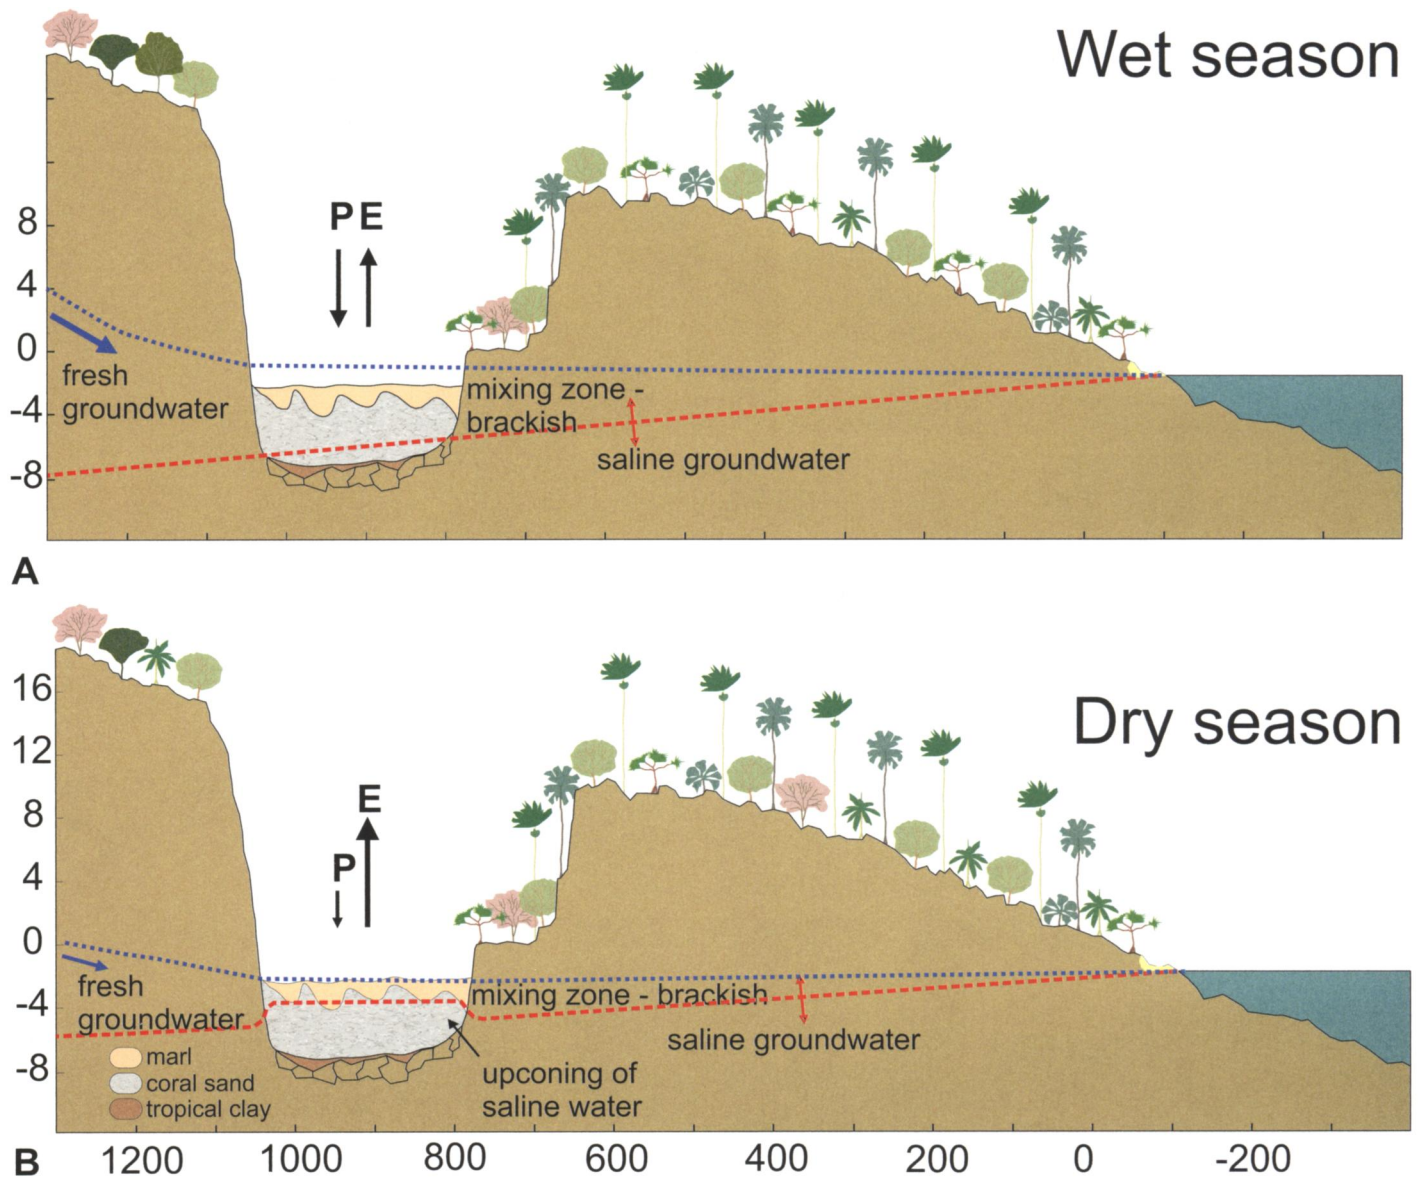 Wet season
P E
8
4
0
-4
-8
fresh
groundwater
mixing zone -
brackish
saline groundwater
A
16
12
8
4
0
-4
-8
Dry season
E
P
fresh
groundwater
mixing zone - brackish
saline groundwater
marl
coral sand
tropical clay
upconing of
saline water
B
1200 1000 800 600 400 200 0 -200